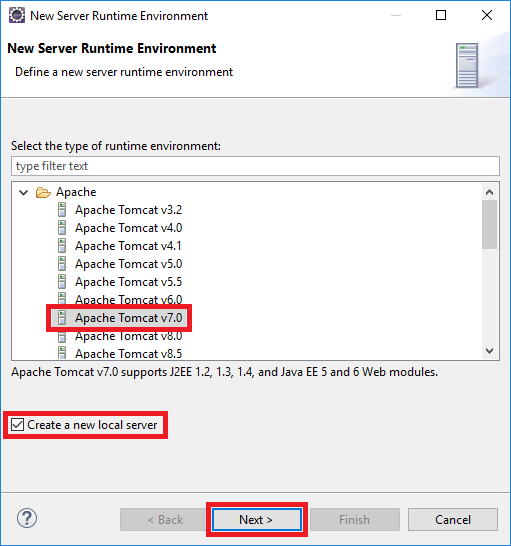 New Server Runtime Environment
New Server Runtime Environment
Define a new server runtime environment
Select the type of runtime environment:
type filter text
Apache
Apache Tomcat v3.2
Apache Tomcat v4.0
Apache Tomcat v4.1
Apache Tomcat v5.0
Apache Tomcat v5.5
Apache Tomcat v6.0
Apache Tomcat v7.0
Apache Tomcat v8.0
Apache Tomcat v8.5
Apache Tomcat v7.0 supports J2EE 1.2, 1.3, 1.4, and Java EE 5 and 6 Web modules.
Create a new local server
? < Back Next > Finish Cancel